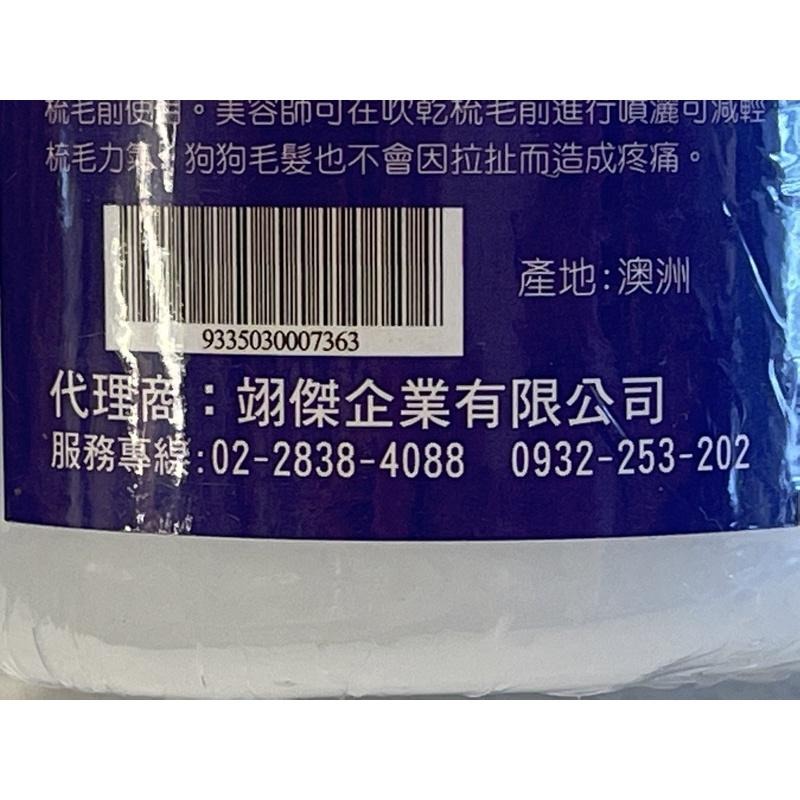 梳毛前使用。美容師可在吹乾梳毛前進行噴灑可減輕
梳毛力氣，狗狗毛髮也不會因拉扯而造成疼痛。
產地:澳洲
9335030007363
代理商：翊傑企業有限公司
服務專線:02-2838-4088 0932-253-202